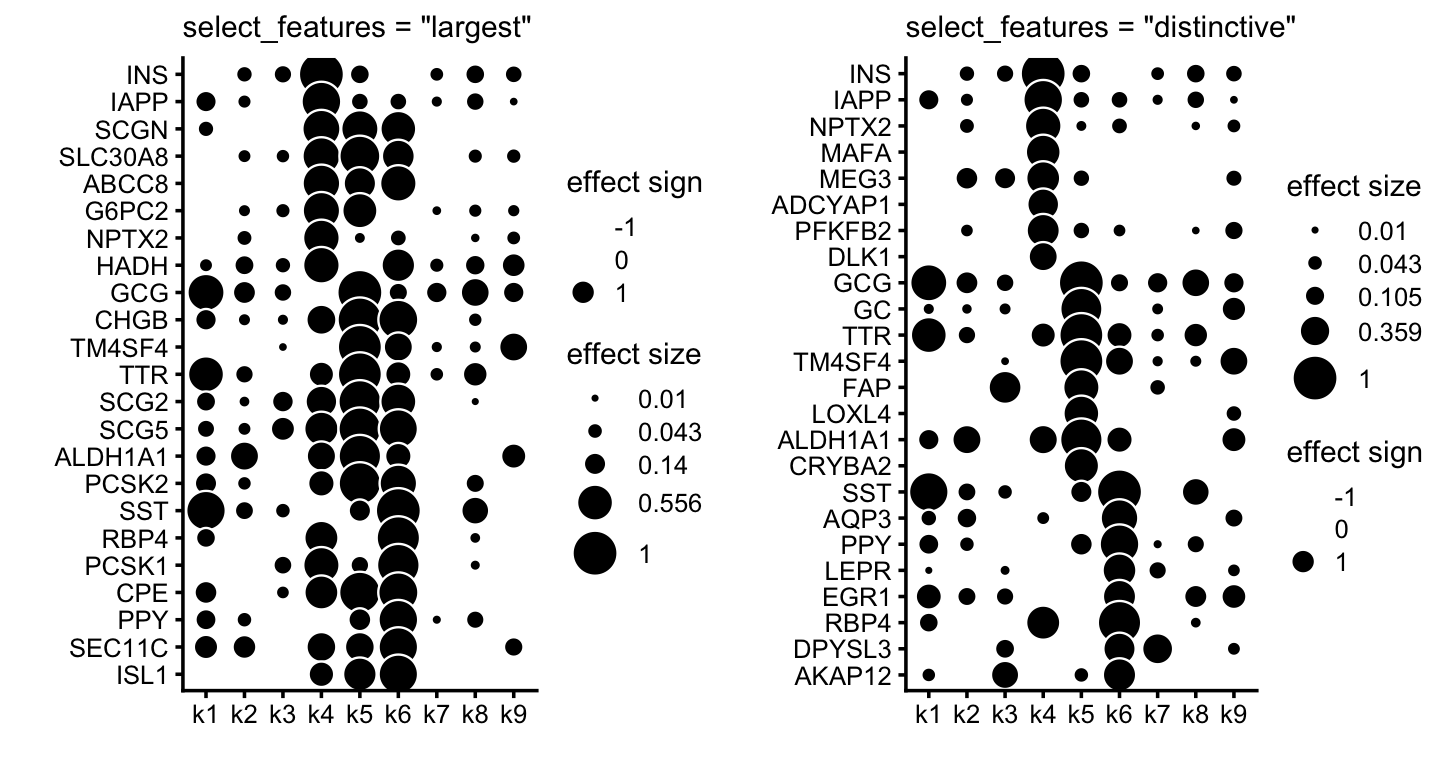 select_features = "largest"
INS
IAPP
SCGN
SLC30A8
ABCC8
G6PC2
NPTX2
HADH
GCG
CHGB
TM4SF4
TTR
SCG2
SCG5
ALDH1A1
PCSK2
SST
RBP4
PCSK1
CPE
PPY
SEC11C
ISL1
k1 k2 k3 k4 k5 k6 k7 k8 k9
effect sign
-1
0
1
effect size
0.01
0.043
0.14
0.556
1
select_features = "distinctive"
INS
IAPP
NPTX2
MAFA
MEG3
ADCYAP1
PFKFB2
DLK1
GCG
GC
TTR
TM4SF4
FAP
LOXL4
ALDH1A1
CRYBA2
SST
AQP3
PPY
LEPR
EGR1
RBP4
DPYSL3
AKAP12
k1 k2 k3 k4 k5 k6 k7 k8 k9
effect size
0.01
0.043
0.105
0.359
1
effect sign
-1
0
1